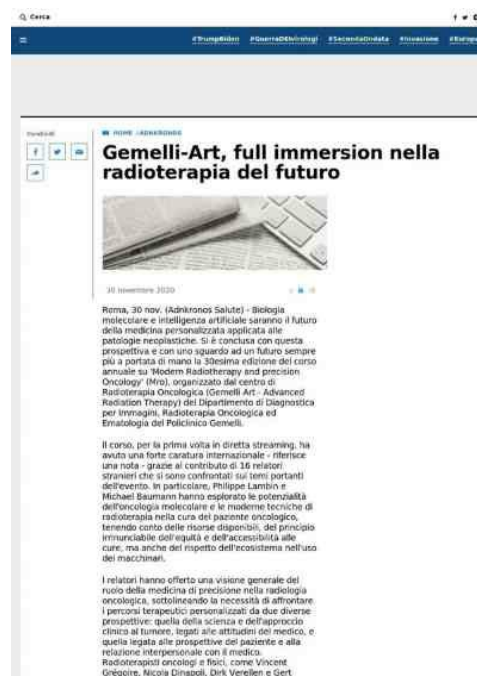 Cerca
#TrumpBiden #GuerraDeiVirologi #SecondaOndata #Invasione #Europa
Condividi
HOME ›ADNKRONOS
Gemelli-Art, full immersion nella
radioterapia del futuro
30 novembre 2020
Roma, 30 nov. (Adnkronos Salute) - Biologia
molecolare e intelligenza artificiale saranno il futuro
della medicina personalizzata applicata alle
patologie neoplastiche. Si è conclusa con questa
prospettiva e con uno sguardo ad un futuro sempre
più a portata di mano la 30esima edizione del corso
annuale su 'Modern Radiotherapy and precision
Oncology' (Mro), organizzato dal centro di
Radioterapia Oncologica (Gemelli Art - Advanced
Radiation Therapy) del Dipartimento di Diagnostica
per Immagini, Radioterapia Oncologica ed
Ematologia del Policlinico Gemelli.
Il corso, per la prima volta in diretta streaming, ha
avuto una forte caratura internazionale - riferisce
una nota - grazie al contributo di 16 relatori
stranieri che si sono confrontati sui temi portanti
dell'evento. In particolare, Philippe Lambin e
Michael Baumann hanno esplorato le potenzialità
dell'oncologia molecolare e le moderne tecniche di
radioterapia nella cura del paziente oncologico,
tenendo conto delle risorse disponibili, del principio
irrinunciabile dell'equità e dell'accessibilità alle
cure, ma anche del rispetto dell'ecosistema nell'uso
dei macchinari.
I relatori hanno offerto una visione generale del
ruolo della medicina di precisione nella radiologia
oncologica, sottolineando la necessità di affrontare
i percorsi terapeutici personalizzati da due diverse
prospettive: quella della scienza e dell'approccio
clinico al tumore, legati alle attitudini del medico, e
quella legata alle prospettive del paziente e alla
relazione interpersonale con il medico.
Radioterapisti oncologi e fisici, come Vincent
Grégoire, Nicola Dinapoli, Dirk Verellen e Gert